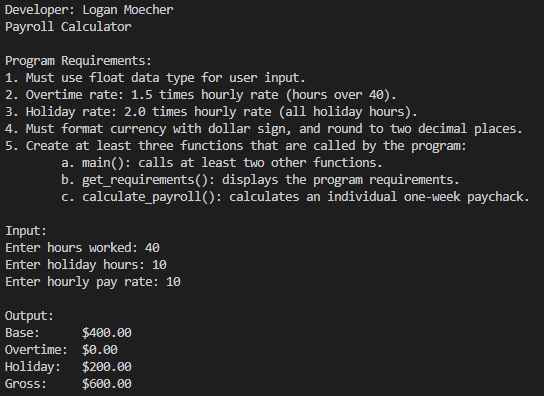 Developer: Logan Moecher
Payroll Calculator
Program Requirements:
1. Must use float data type for user input.
2. Overtime rate: 1.5 times hourly rate (hours over 40).
3. Holiday rate: 2.0 times hourly rate (all holiday hours).
4. Must format currency with dollar sign, and round to two decimal places.
5. Create at least three functions that are called by the program:
a. main(): calls at least two other functions.
b. get_requirements(): displays the program requirements.
c. calculate_payroll(): calculates an individual one-week paychack.
Input:
Enter hours worked: 40
Enter holiday hours: 10
Enter hourly pay rate: 10
Output:
Base: $400.00
Overtime: $0.00
Holiday: $200.00
Gross: $600.00